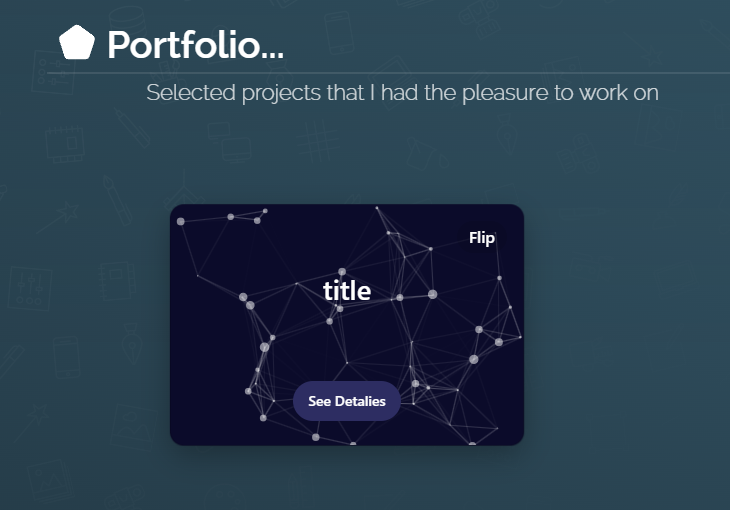 Portfolio...
Selected projects that I had the pleasure to work on
Flip
title
See Detalies